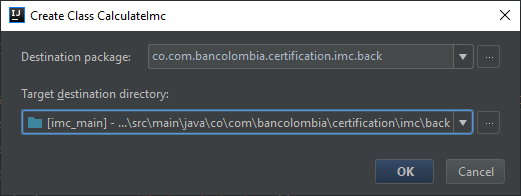 IJ Create Class CalculateImc
Destination package: co.com.bancolombia.certification.imc.back ...
Target destination directory:
[imc_main] - ...\src\main\java\co\com\bancolombia\certification\imc\back ...
OK Cancel